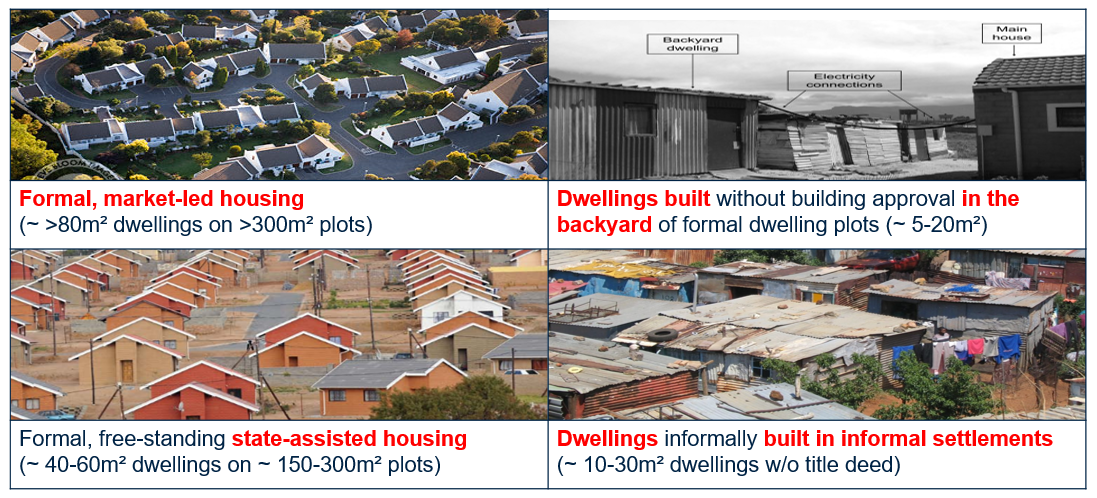 Backyard
dwelling
Electricity
connections
Main
house
Formal, market-led housing
(~ >80m² dwellings on >300m² plots)
Dwellings built without building approval in the
backyard of formal dwelling plots (~ 5-20m²)
Formal, free-standing state-assisted housing
(~ 40-60m² dwellings on ~ 150-300m² plots)
Dwellings informally built in informal settlements
(~ 10-30m² dwellings w/o title deed)